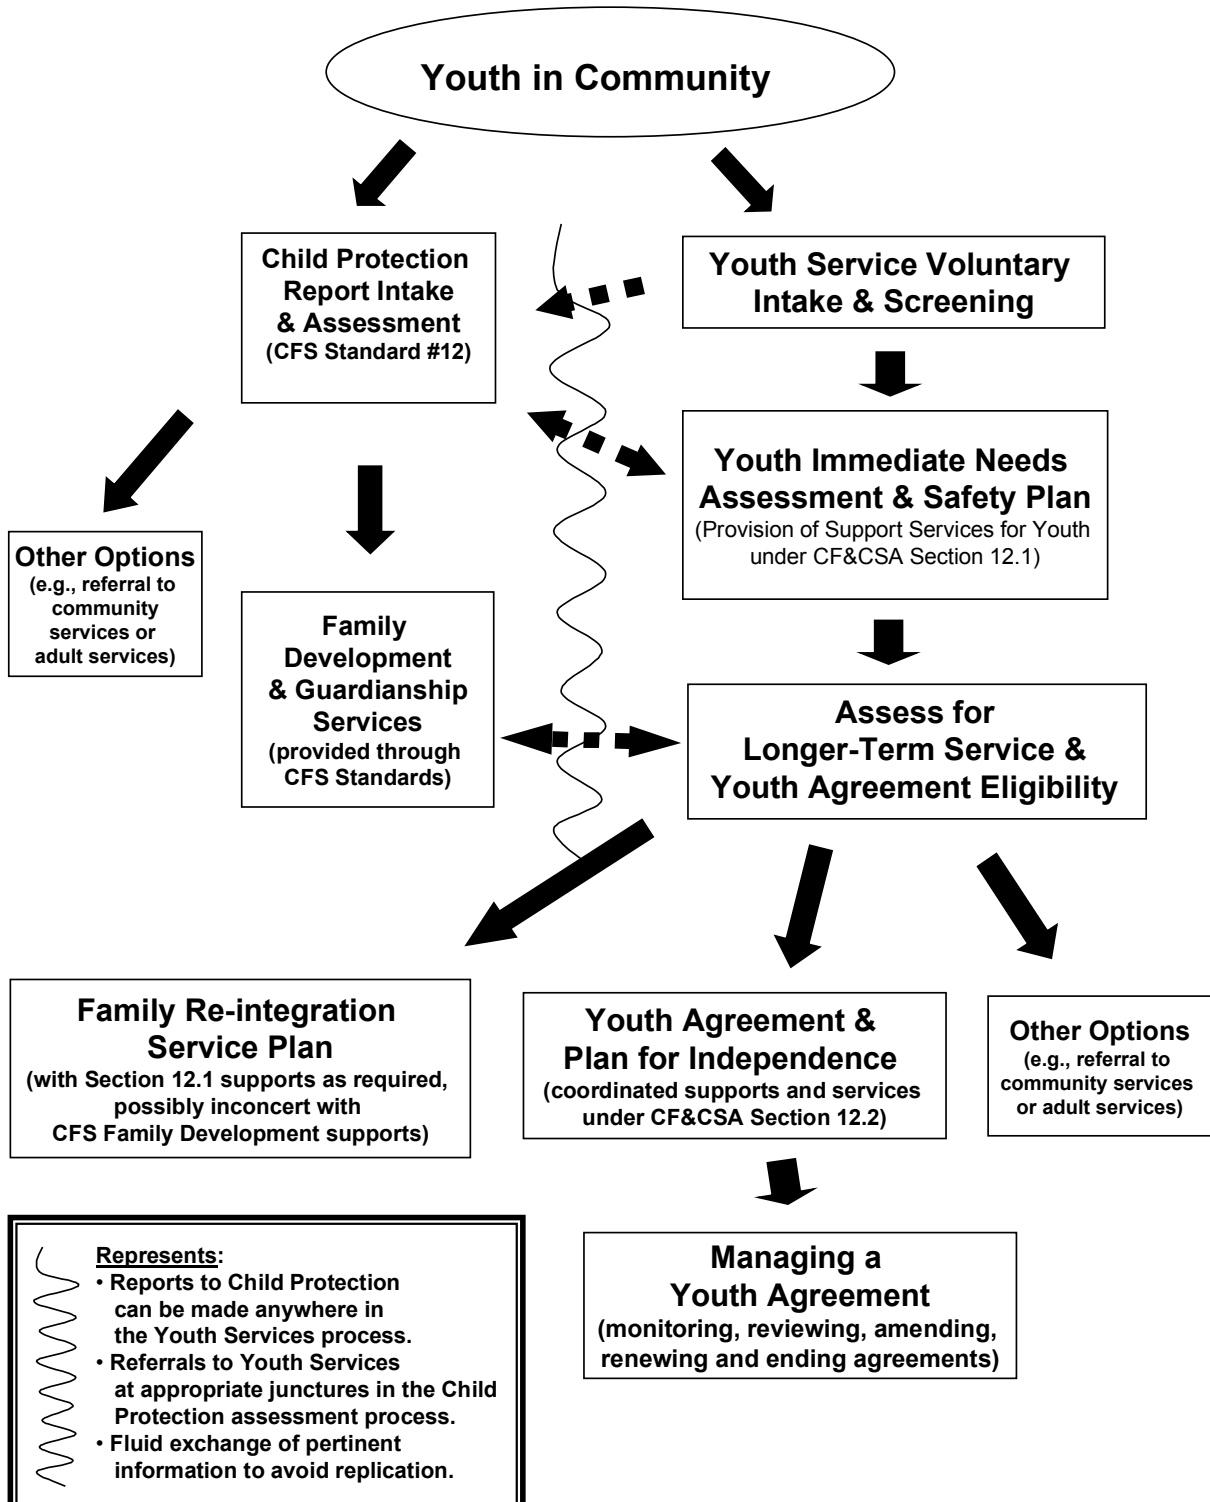 Youth in Community
Child Protection
Report Intake
& Assessment
(CFS Standard #12)
Youth Service Voluntary
Intake & Screening
Youth Immediate Needs
Assessment & Safety Plan
(Provision of Support Services for Youth
under CF&CSA Section 12.1)
Other Options
(e.g., referral to
community
services or
adult services)
Family
Development
& Guardianship
Services
(provided through
CFS Standards)
Assess for
Longer-Term Service &
Youth Agreement Eligibility
Family Re-integration
Service Plan
(with Section 12.1 supports as required,
possibly inconcert with
CFS Family Development supports)
Youth Agreement &
Plan for Independence
(coordinated supports and services
under CF&CSA Section 12.2)
Other Options
(e.g., referral to
community services
or adult services)
Managing a
Youth Agreement
(monitoring, reviewing, amending,
renewing and ending agreements)
Represents:
• Reports to Child Protection
can be made anywhere in
the Youth Services process.
• Referrals to Youth Services
at appropriate junctures in the Child
Protection assessment process.
• Fluid exchange of pertinent
information to avoid replication.